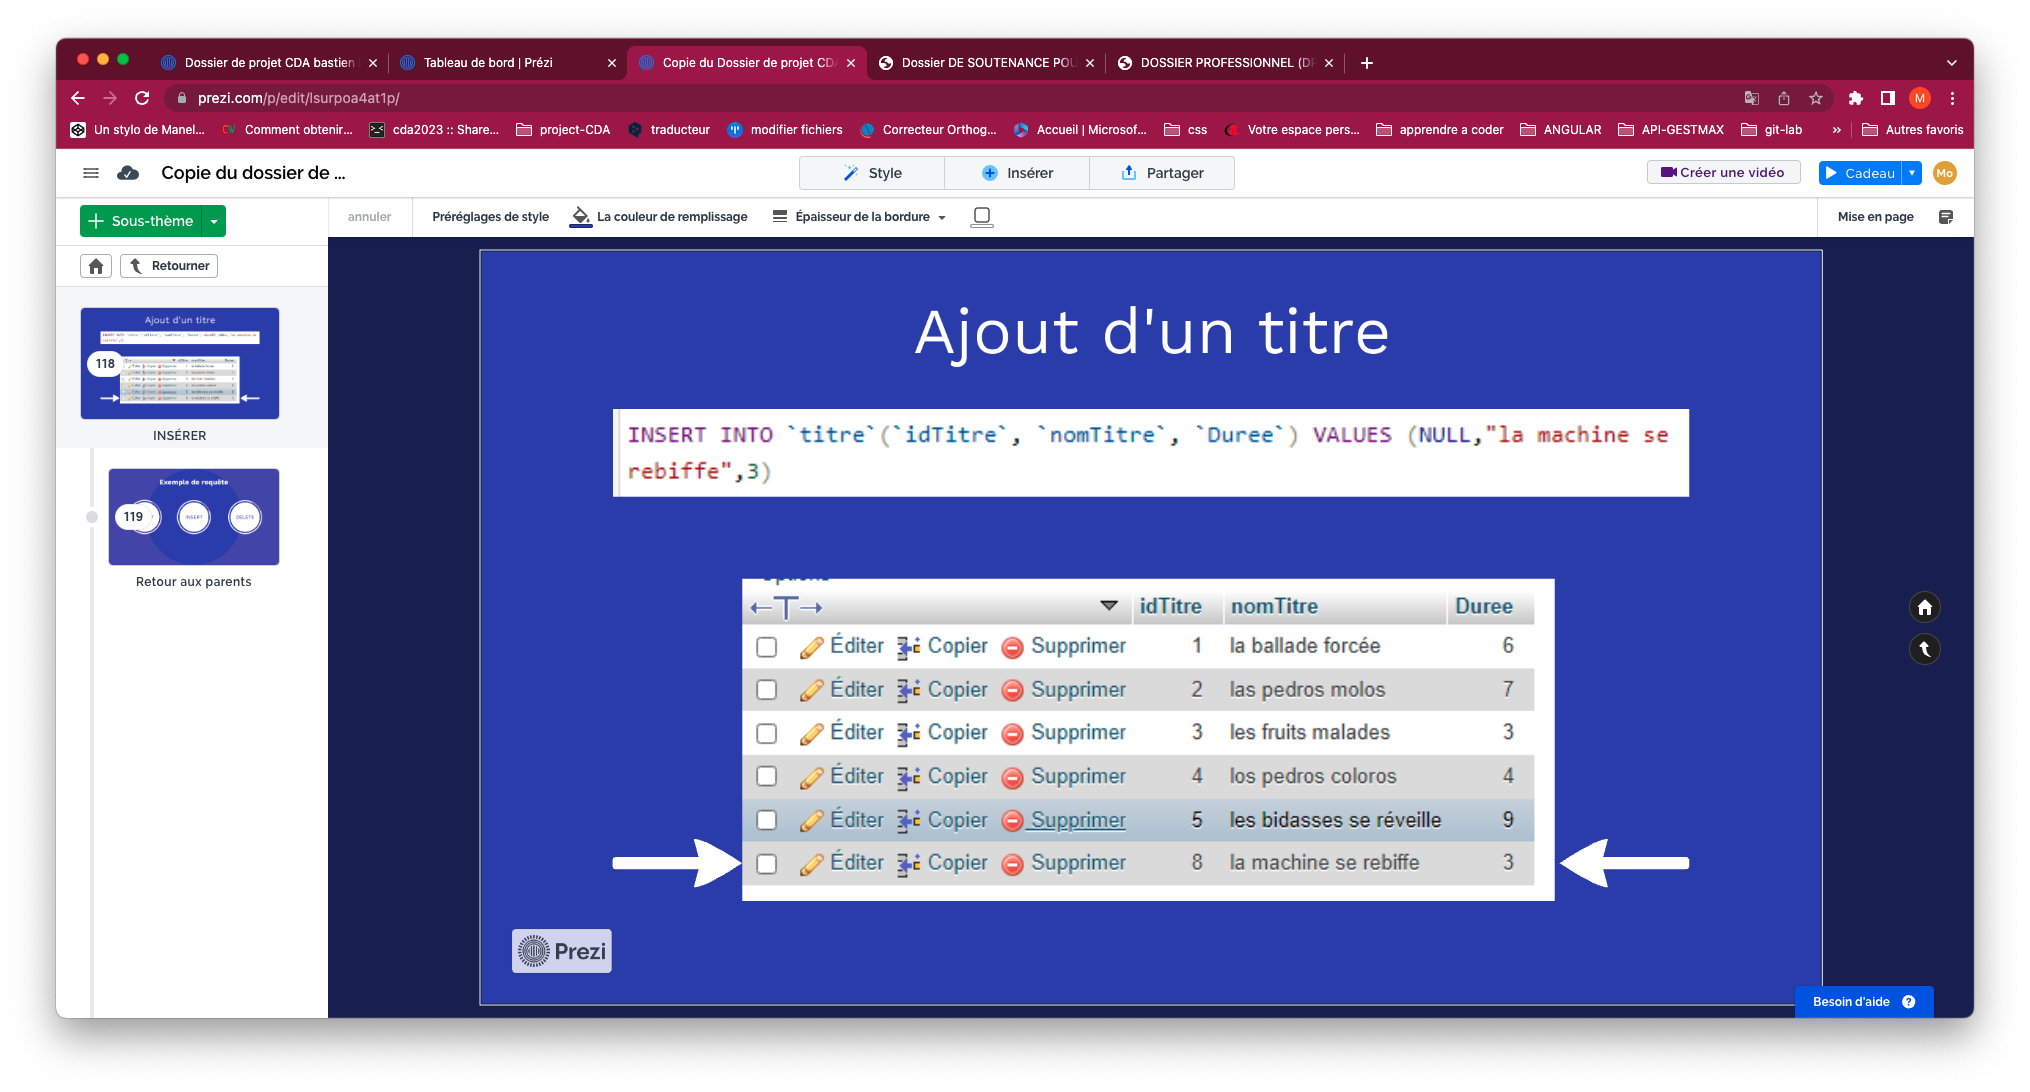 Dossier de projet CDA bastien
Tableau de bord | Prézi
Copie du Dossier de projet CD
Dossier DE SOUTENANCE POU
DOSSIER PROFESSIONNEL (DP
prezi.com/p/edit/lsurpoa4at1p/
M
Un stylo de Manel...
Comment obtenir...
cda2023 :: Share...
project-CDA
traducteur
modifier fichiers
Correcteur Orthog...
Accueil | Microsof...
css
Votre espace pers...
apprendre a coder
ANGULAR
API-GESTMAX
git-lab
»
Autres favoris
Copie du dossier de ...
Style
Insérer
Partager
Créer une vidéo
Cadeau
Mo
Sous-thème
annuler
Préréglages de style
La couleur de remplissage
Épaisseur de la bordure
Mise en page
Retourner
Ajout d'un titre
118
INSÉRER
Exemple de requête
119
INSERT
DELETE
Retour aux parents
Ajout d'un titre
INSERT INTO `titre`(`idTitre`, `nomTitre`, `Duree`) VALUES (NULL,"la machine se
rebiffe",3)
←T→ idTitre nomTitre Duree
Éditer Copier Supprimer 1 la ballade forcée 6
Éditer Copier Supprimer 2 las pedros molos 7
Éditer Copier Supprimer 3 les fruits malades 3
Éditer Copier Supprimer 4 los pedros coloros 4
Éditer Copier Supprimer 5 les bidasses se réveille 9
Éditer Copier Supprimer 8 la machine se rebiffe 3
Prezi
Besoin d'aide ?